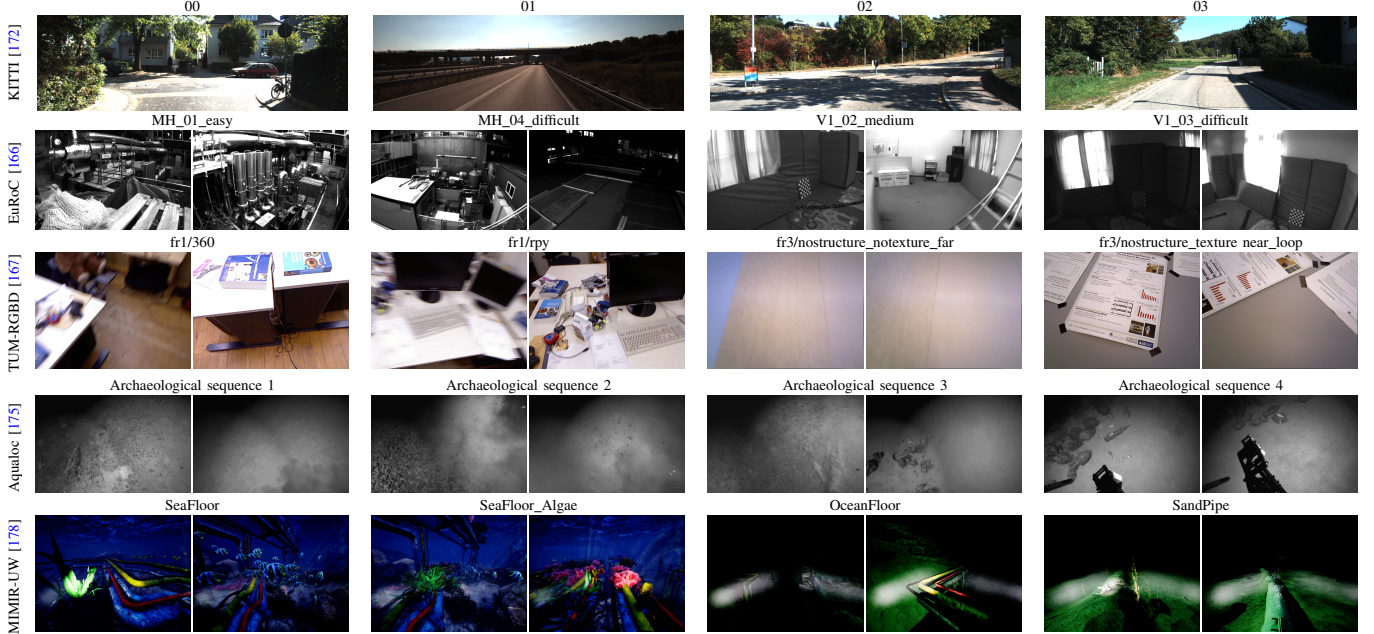 00 01 02 03
KITTI [172]
MH_01_easy MH_04_difficult V1_02_medium V1_03_difficult
EuRoC [166]
fr1/360 fr1/rpy fr3/nostructure_notexture_far fr3/nostructure_texture near_loop
TUM-RGBD [167]
Archaeological sequence 1 Archaeological sequence 2 Archaeological sequence 3 Archaeological sequence 4
Aqualoc [175]
SeaFloor SeaFloor_Algae OceanFloor SandPipe
MIMIR-UW [178]